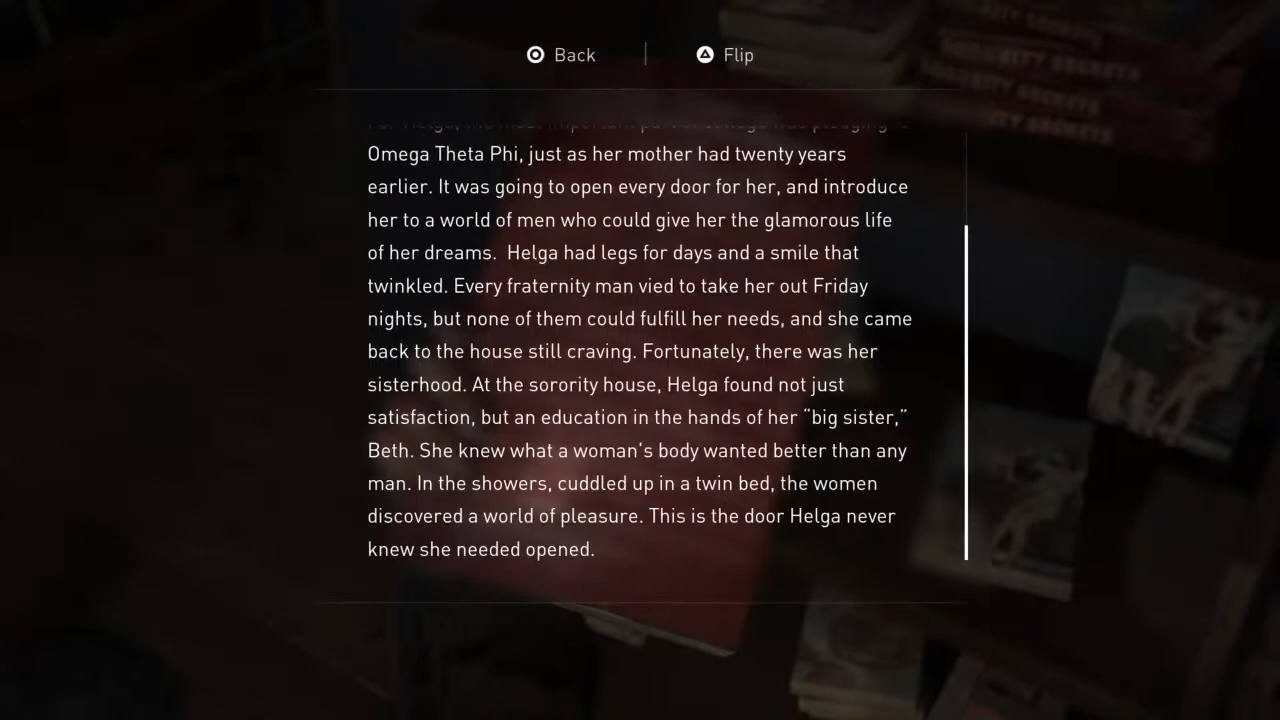 Back
Flip
Omega Theta Phi, just as her mother had twenty years
earlier. It was going to open every door for her, and introduce
her to a world of men who could give her the glamorous life
of her dreams.  Helga had legs for days and a smile that
twinkled. Every fraternity man vied to take her out Friday
nights, but none of them could fulfill her needs, and she came
back to the house still craving. Fortunately, there was her
sisterhood. At the sorority house, Helga found not just
satisfaction, but an education in the hands of her “big sister,”
Beth. She knew what a woman's body wanted better than any
man. In the showers, cuddled up in a twin bed, the women
discovered a world of pleasure. This is the door Helga never
knew she needed opened.